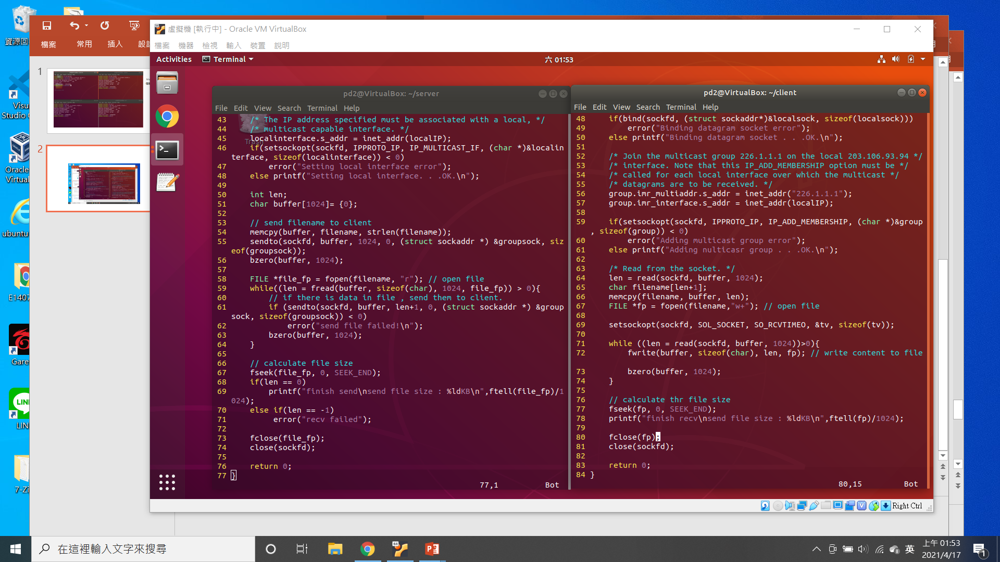 資源回
Visu
Studio
Oracle
Virtual
ubuntu
E1407
Gare
LIN
7-Zi
檔案
常用
插入
設計
1
2
虛擬機 [執行中] - Oracle VM VirtualBox
檔案 機器 檢視 輸入 裝置 說明
Activities Terminal 六 01:53
Trash
pd2@VirtualBox: ~/server
File Edit View Search Terminal Help
43     /* The IP address specified must be associated with a local, */
44     /* multicast capable interface. */
45     localinterface.s_addr = inet_addr(localIP);
46     if(setsockopt(sockfd, IPPROTO_IP, IP_MULTICAST_IF, (char *)&localin
terface, sizeof(localinterface)) < 0)
47         error("Setting local interface error");
48     else printf("Setting local interface. . .OK.\n");
49
50     int len;
51     char buffer[1024]= {0};
52
53     // send filename to client
54     memcpy(buffer, filename, strlen(filename));
55     sendto(sockfd, buffer, 1024, 0, (struct sockaddr *) &groupsock, siz
eof(groupsock));
56     bzero(buffer, 1024);
57
58     FILE *file_fp = fopen(filename, "r"); // open file
59     while((len = fread(buffer, sizeof(char), 1024, file_fp)) > 0){
60         // if there is data in file , send them to client.
61         if (sendto(sockfd, buffer, len+1, 0, (struct sockaddr *) &group
sock, sizeof(groupsock)) < 0)
62             error("send file failed!\n");
63         bzero(buffer, 1024);
64     }
65
66     // calculate file size
67     fseek(file_fp, 0, SEEK_END);
68     if(len == 0)
69         printf("finish send\nsend file size : %ldKB\n",ftell(file_fp)/1
024);
70     else if(len == -1)
71          error("recv failed");
72
73     fclose(file_fp);
74     close(sockfd);
75
76     return 0;
77 }
77,1 Bot
pd2@VirtualBox: ~/client
File Edit View Search Terminal Help
48     if(bind(sockfd, (struct sockaddr*)&localsock, sizeof(localsock)))
49         error("Binding datagram socket error");
50     else printf("Binding datagram socket . . .OK.\n");
51
52     /* Join the multicast group 226.1.1.1 on the local 203.106.93.94 */
53     /* interface. Note that this IP_ADD_MEMBERSHIP option must be */
54     /* called for each local interface over which the multicast */
55     /* datagrams are to be received. */
56     group.imr_multiaddr.s_addr = inet_addr("226.1.1.1");
57     group.imr_interface.s_addr = inet_addr(localIP);
58
59     if(setsockopt(sockfd, IPPROTO_IP, IP_ADD_MEMBERSHIP, (char *)&group
, sizeof(group)) < 0)
60         error("Adding multicast group error");
61     else printf("Adding nulticasr group . . .OK.\n");
62
63     /* Read from the socket. */
64     len = read(sockfd, buffer, 1024);
65     char filename[len+1];
66     memcpy(filename, buffer, len);
67     FILE *fp = fopen(filename,"w+"); // open file
68
69     setsockopt(sockfd, SOL_SOCKET, SO_RCVTIMEO, &tv, sizeof(tv));
70
71     while ((len = read(sockfd, buffer, 1024))>0){
72         fwrite(buffer, sizeof(char), len, fp); // write content to file
73         bzero(buffer, 1024);
74     }
75
76     // calculate thr file size
77     fseek(fp, 0, SEEK_END);
78     printf("finish recv\nsend file size : %ldKB\n",ftell(fp)/1024);
79
80     fclose(fp);
81     close(sockfd);
82
83     return 0;
84 }
80,15 Bot
Right Ctrl
在這裡輸入文字來搜尋
英
上午 01:53
2021/4/17
1